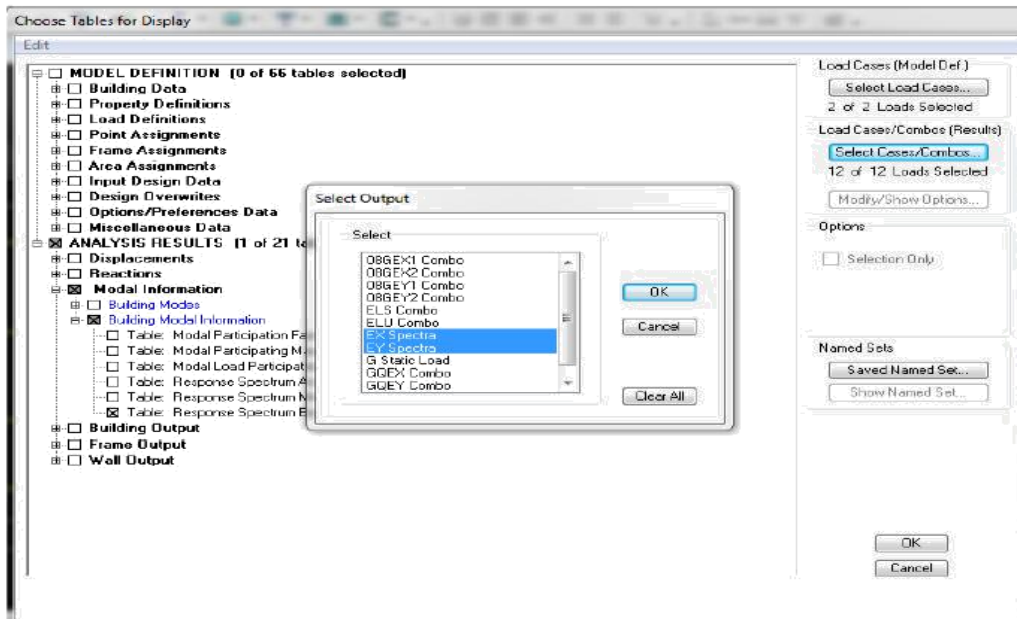 Choose Tables for Display
Edit
MODEL DEFINITION (0 of 66 tables selected)
Building Data
Property Definitions
Load Definitions
Point Assignments
Frame Assignments
Area Assignments
Input Design Data
Design Overwrites
Options/Preferences Data
Miscellaneous Data
ANALYSIS RESULTS (1 of 21
Displacements
Reactions
Modal Information
Building Modes
Building Modal Information
Table: Modal Participation
Table: Modal Participating
Table: Modal Load
Table: Response Spectrum
Table: Response Spectrum
Table: Response Spectrum
Building Output
Frame Output
Wall Output
Select Output
Select
08GEX1 Combo
08GEX2 Combo
08GEY1 Combo
08GEY2 Combo
ELS Combo
ELU Combo
EX Spectra
EY Spectra
G Static Load
GQEX Combo
GQEY Combo
OK
Cancel
Clear All
Load Cases (Model Def.)
Select Load Cases...
2 of 2 Loads Selected
Load Cases/Combos (Results)
Select Cases/Combos...
12 of 12 Loads Selected
Modify/Show Options...
Options
Selection Only
Named Sets
Saved Named Set...
Show Named Set...
OK
Cancel